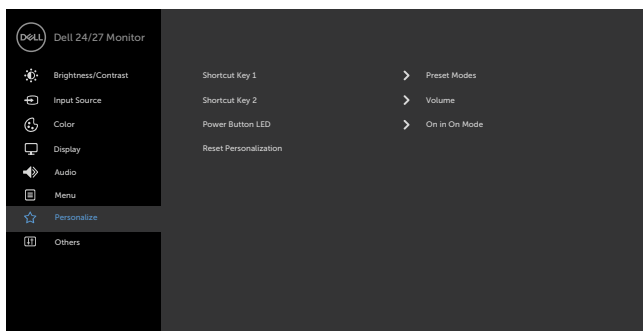 DELL Dell 24/27 Monitor
Brightness/Contrast Shortcut Key 1 Preset Modes
Input Source Shortcut Key 2 Volume
Color Power Button LED On in On Mode
Display Reset Personalization
Audio
Menu
Personalize
Others